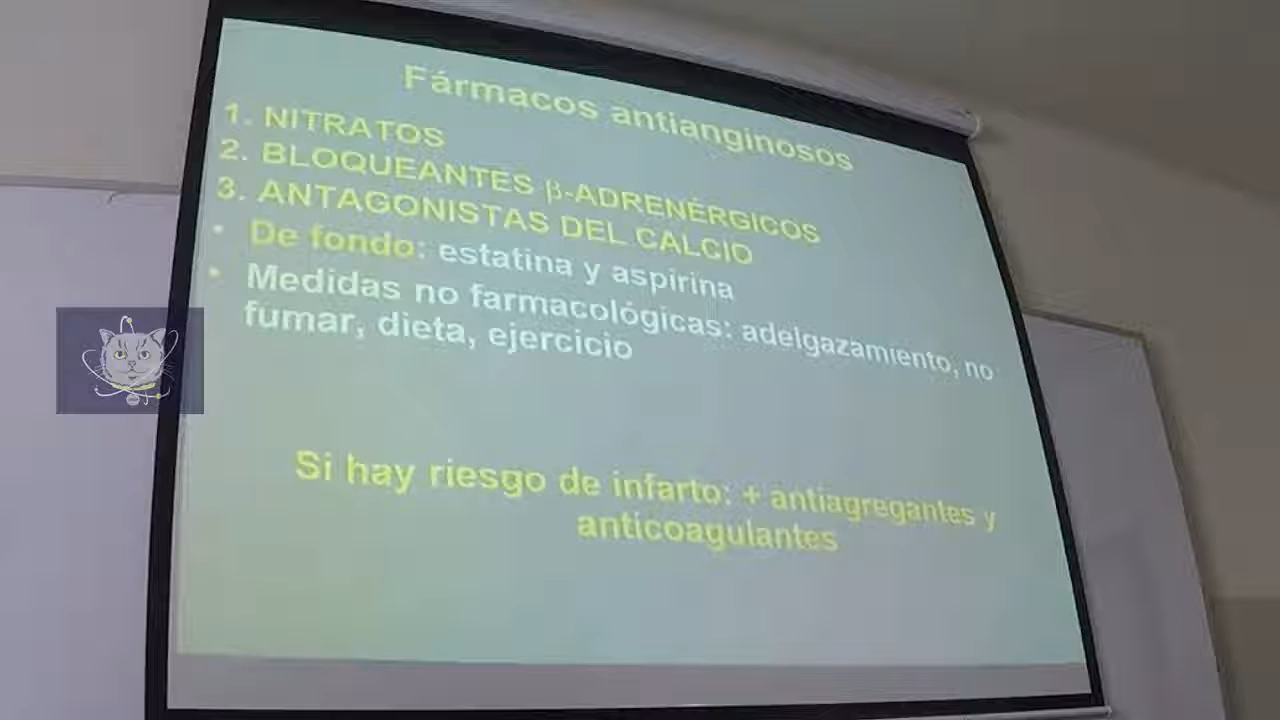 Fármacos antianginosos
1. NITRATOS
2. BLOQUEANTES β-ADRENÉRGICOS
3. ANTAGONISTAS DEL CALCIO
• De fondo: estatina y aspirina
• Medidas no farmacológicas: adelgazamiento, no
fumar, dieta, ejercicio
Si hay riesgo de infarto: + antiagregantes y
anticoagulantes